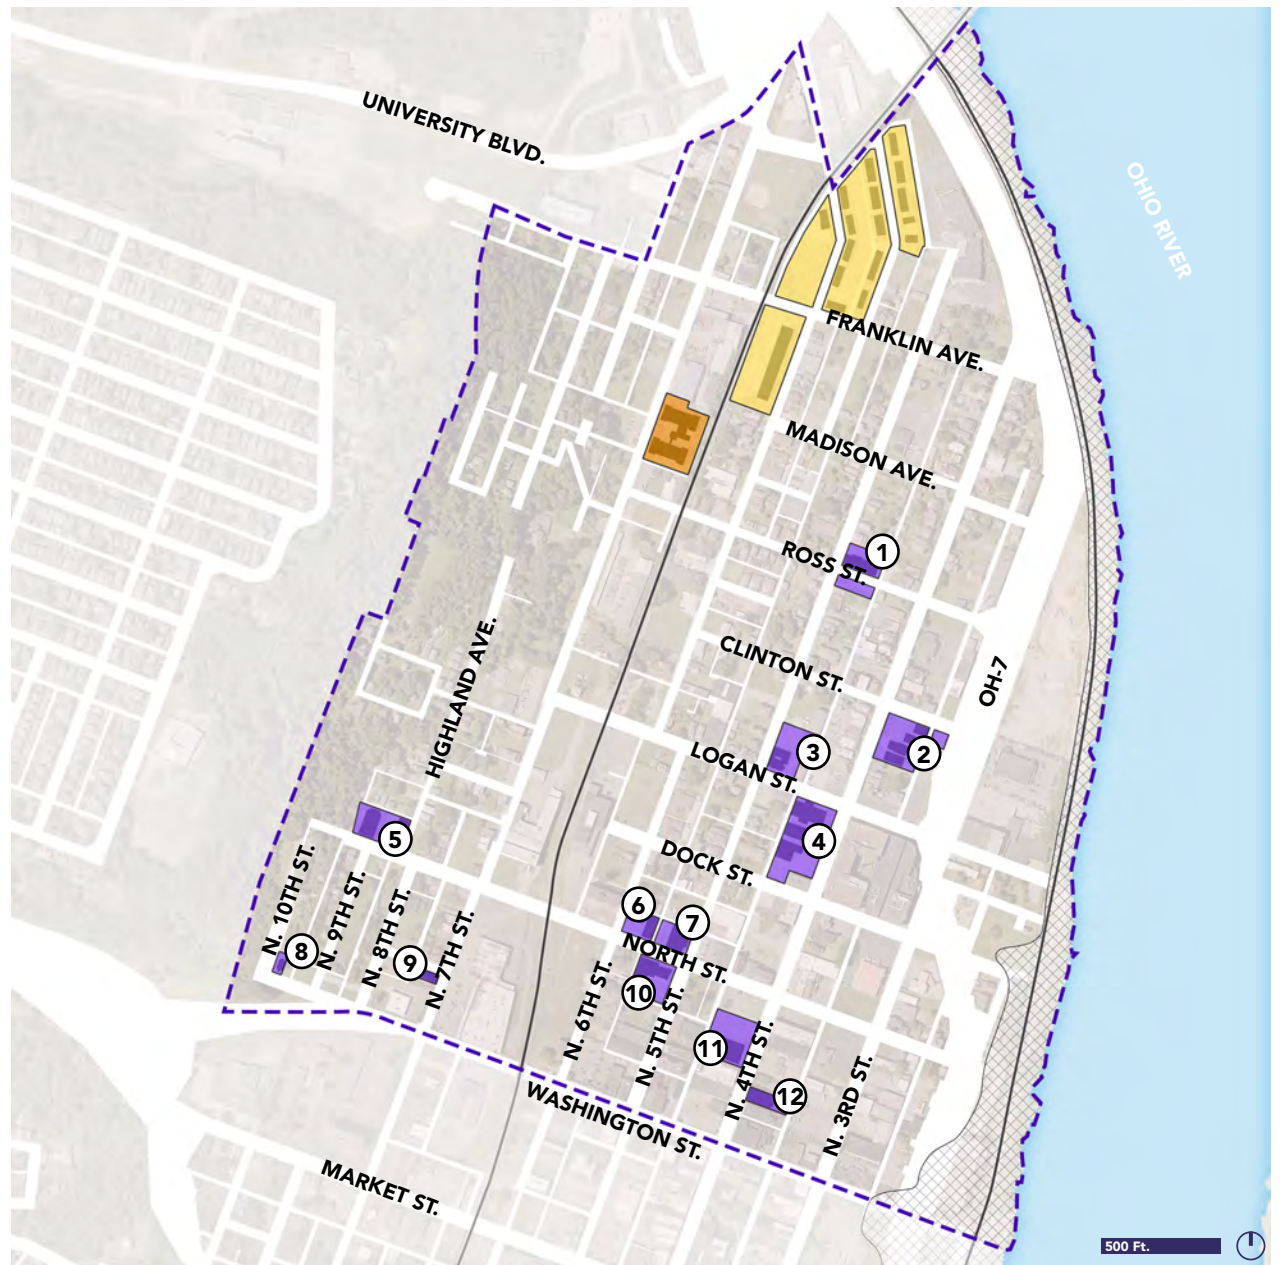 UNIVERSITY BLVD.
OHIO RIVER
FRANKLIN AVE.
MADISON AVE.
1
ROSS ST.
CLINTON ST.
HIGHLAND AVE.
OH-7
2
3
LOGAN ST.
4
5
DOCK ST.
6
7
N. 10TH ST.
N. 9TH ST.
N. 8TH ST.
N. 7TH ST.
8
9
NORTH ST.
10
N. 6TH ST.
N. 5TH ST.
11
N. 4TH ST.
12
N. 3RD ST.
WASHINGTON ST.
MARKET ST.
500 Ft.